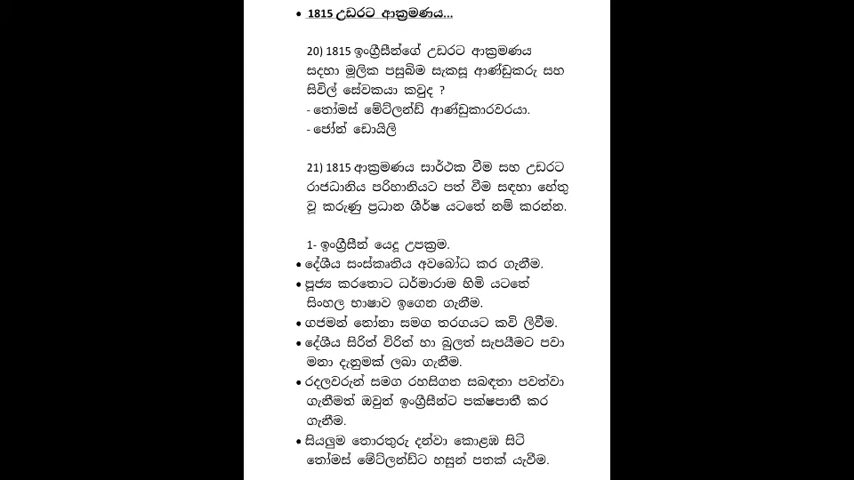 • 1815 උඩරට ආක්‍රමණය...
20) 1815 ඉංග්‍රීසීන්ගේ උඩරට ආක්‍රමණය
සදහා මූලික පසුබිම සැකසූ ආණ්ඩුකරු සහ
සිවිල් සේවකයා කවුද ?
- තෝමස් මේට්ලන්ඩ් ආණ්ඩුකාරවරයා.
- ජෝන් ඩොයිලි
21) 1815 ආක්‍රමණය සාර්ථක වීම සහ උඩරට
රාජධානිය පරිහානියට පත් වීම සඳහා හේතු
වූ කරුණු ප්‍රධාන ශීර්ෂ යටතේ නම් කරන්න.
1- ඉංග්‍රීසීන් යෙදූ උපක්‍රම.
• දේශීය සංස්කෘතිය අවබෝධ කර ගැනීම.
• පූජ්‍ය කරතොට ධර්මාරාම හිමි යටතේ
සිංහල භාෂාව ඉගෙන ගැනීම.
• ගජමන් නෝනා සමග තරගයට කවි ලිවීම.
• දේශීය සිරිත් විරිත් හා බුලත් සැපයීමට පවා
මනා දැනුමක් ලබා ගැනීම.
• රදලවරුන් සමග රහසිගත සබඳතා පවත්වා
ගැනීමත් ඔවුන් ඉංග්‍රීසීන්ට පක්ෂපාතී කර
ගැනීම.
• සියලුම තොරතුරු දන්වා කොළඹ සිටි
තෝමස් මේට්ලන්ඩ්ට හසුන් පතක් යැවීම.